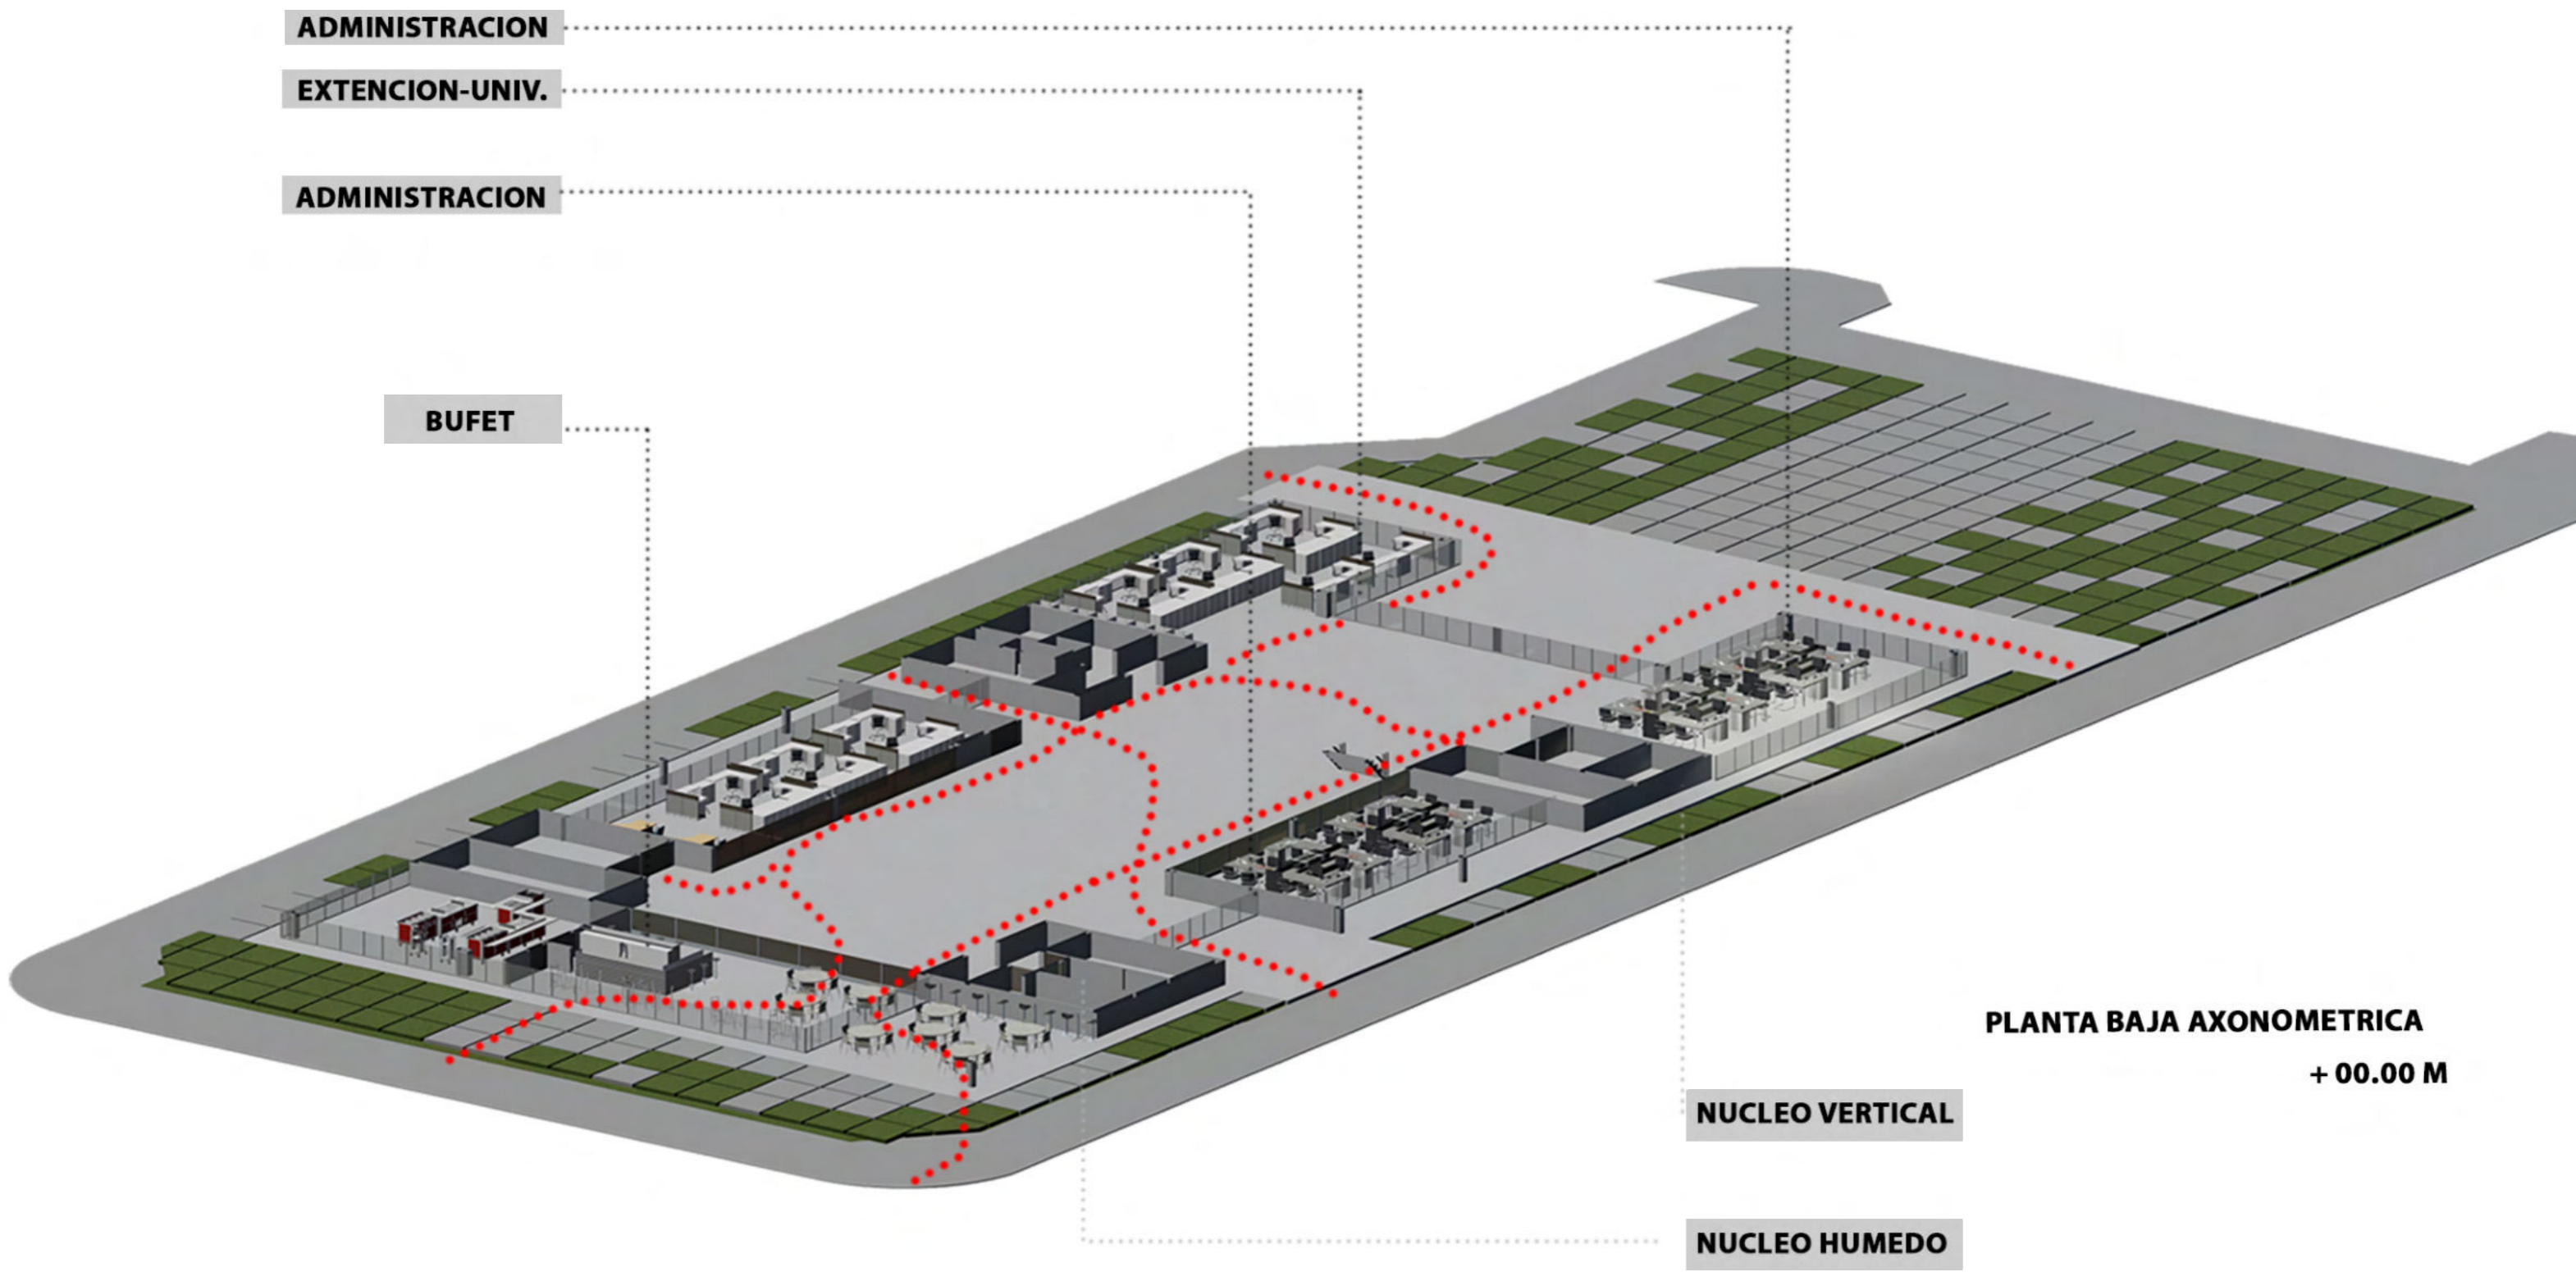 ADMINISTRACION
EXTENCION-UNIV.
ADMINISTRACION
BUFET
PLANTA BAJA AXONOMETRICA
+ 00.00 M
NUCLEO VERTICAL
NUCLEO HUMEDO